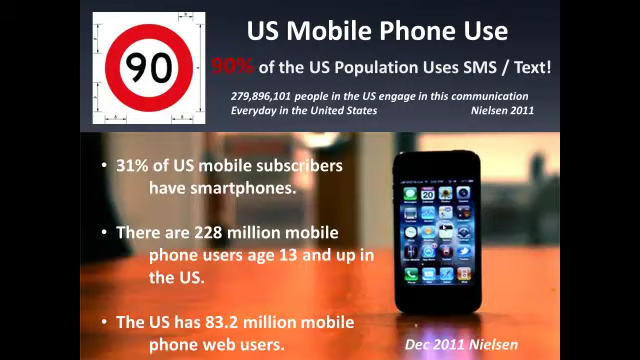 US Mobile Phone Use
90
90% of the US Population Uses SMS / Text!
279,896,101 people in the US engage in this communication
Everyday in the United States Nielsen 2011
• 31% of US mobile subscribers
have smartphones.
• There are 228 million mobile
phone users age 13 and up in
the US.
• The US has 83.2 million mobile
phone web users.
Dec 2011 Nielsen